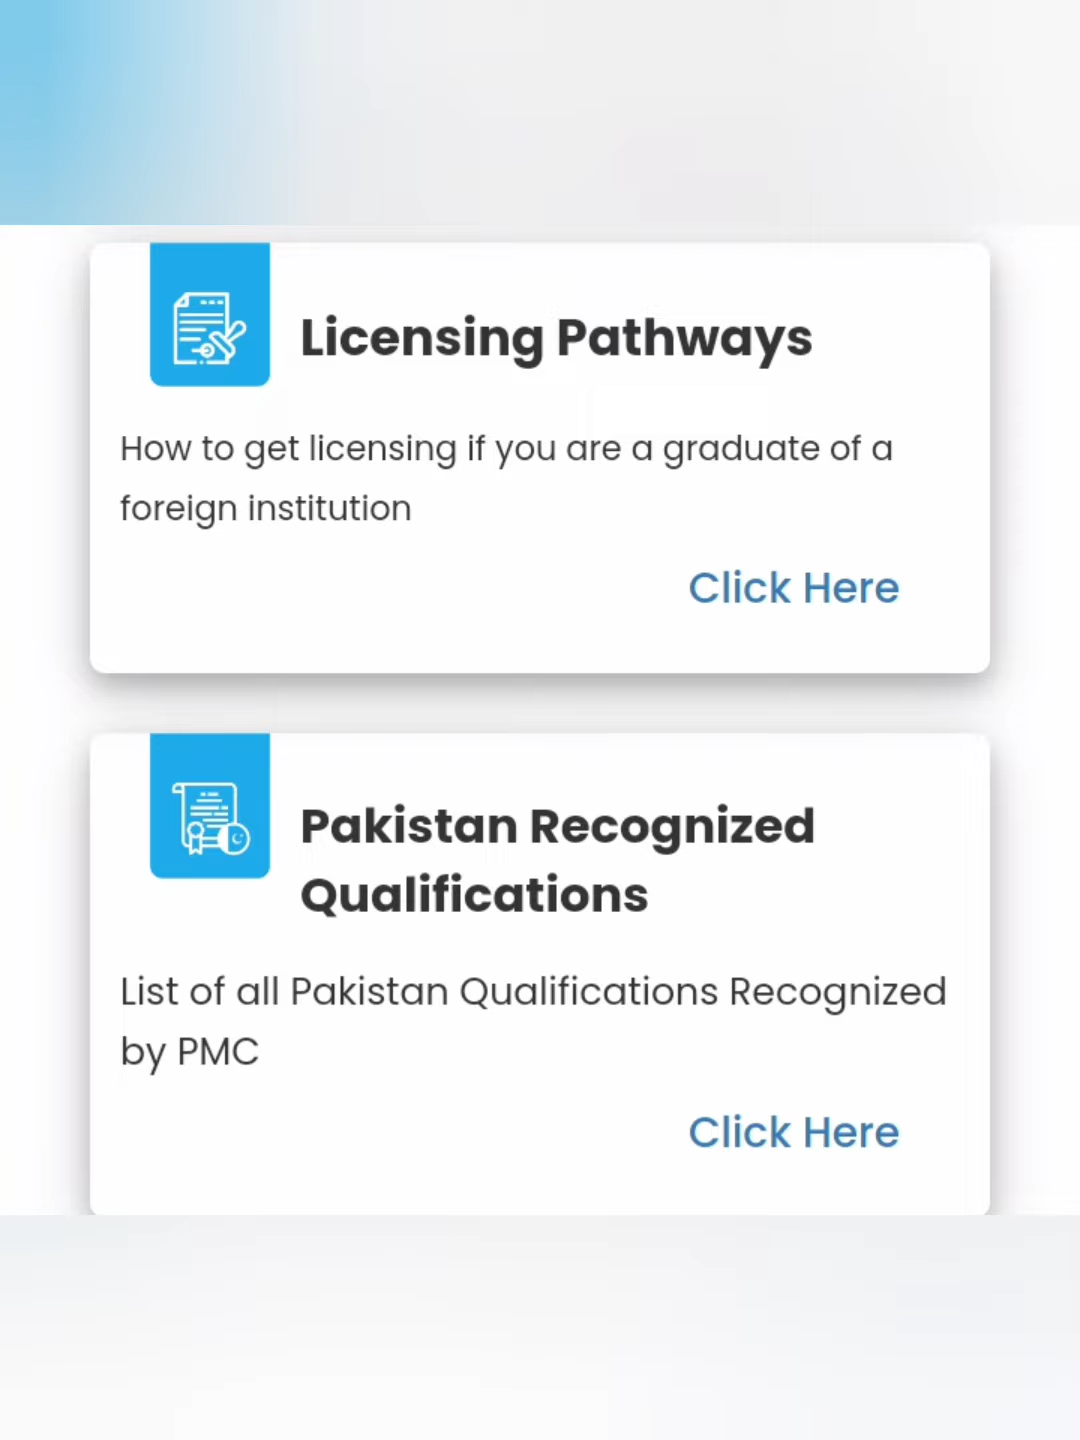 Licensing Pathways
How to get licensing if you are a graduate of a
foreign institution
Click Here
Pakistan Recognized
Qualifications
List of all Pakistan Qualifications Recognized
by PMC
Click Here